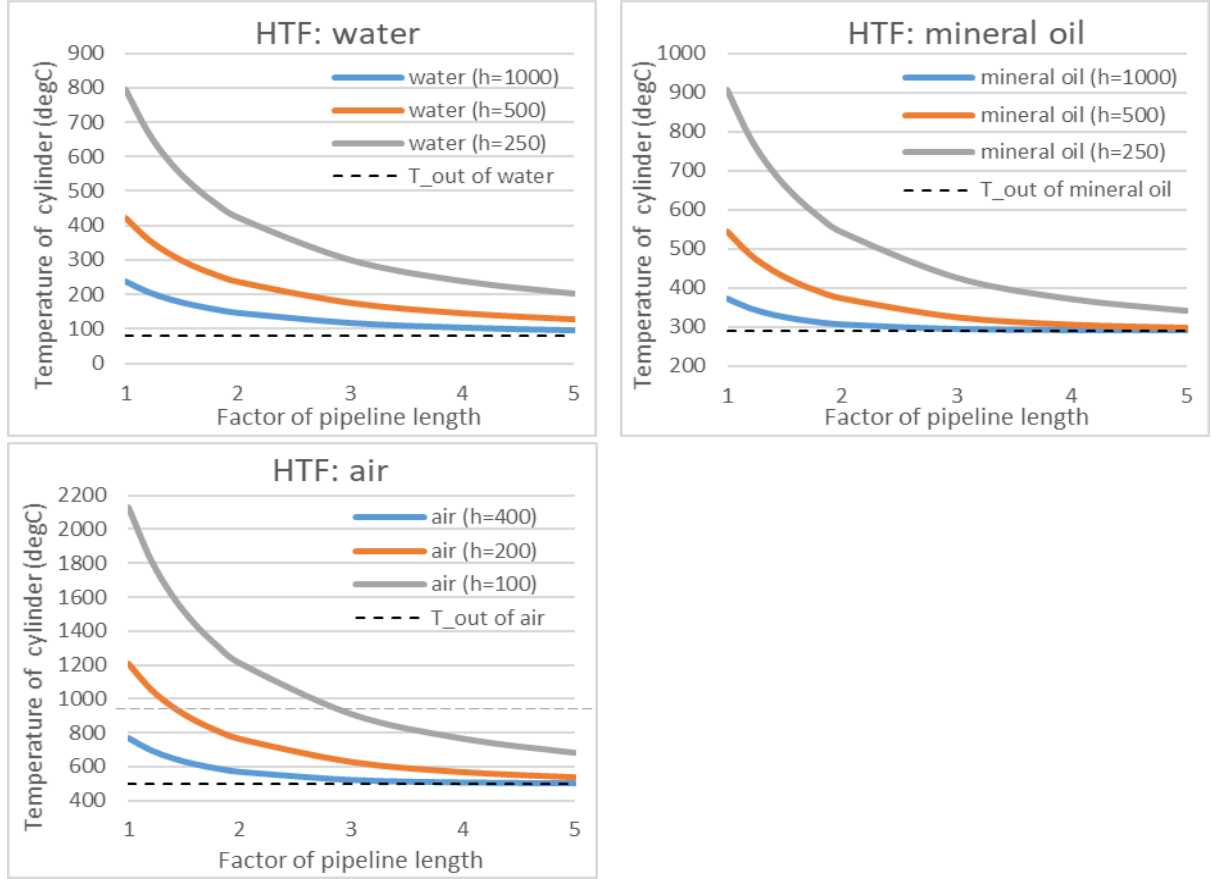 HTF: water
900
800
700
600
500
400
300
200
100
0
Temperature of cylinder (degC)
water (h=1000)
water (h=500)
water (h=250)
T_out of water
1 2 3 4 5
Factor of pipeline length
HTF: mineral oil
1000
900
800
700
600
500
400
300
200
Temperature of cylinder (degC)
mineral oil (h=1000)
mineral oil (h=500)
mineral oil (h=250)
T_out of mineral oil
1 2 3 4 5
Factor of pipeline length
HTF: air
2200
2000
1800
1600
1400
1200
1000
800
600
400
Temperature of cylinder (degC)
air (h=400)
air (h=200)
air (h=100)
T_out of air
1 2 3 4 5
Factor of pipeline length